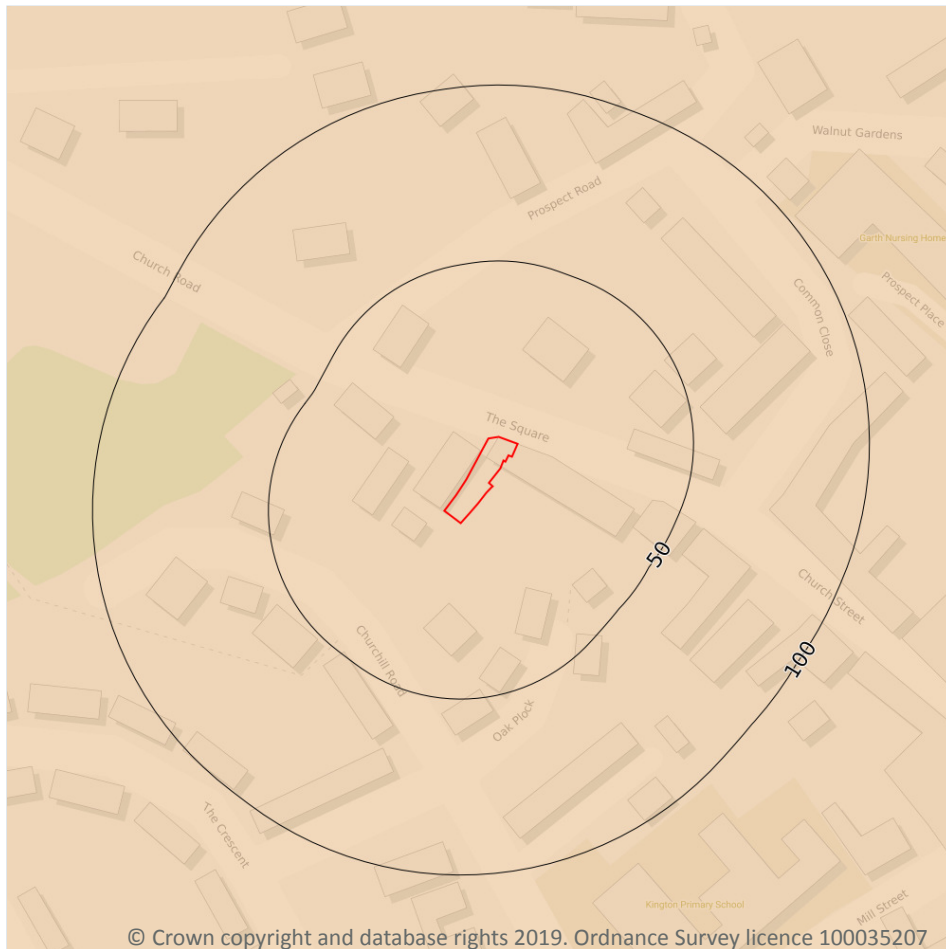 Walnut Gardens
Prospect Road
Garth Nursing Home
Church Road
Prospect Place
Common Close
The Square
50
Church Street
Churchill Road
100
Oak Plock
The Crescent
Kington Primary School
Mill Street
© Crown copyright and database rights 2019. Ordnance Survey licence 100035207